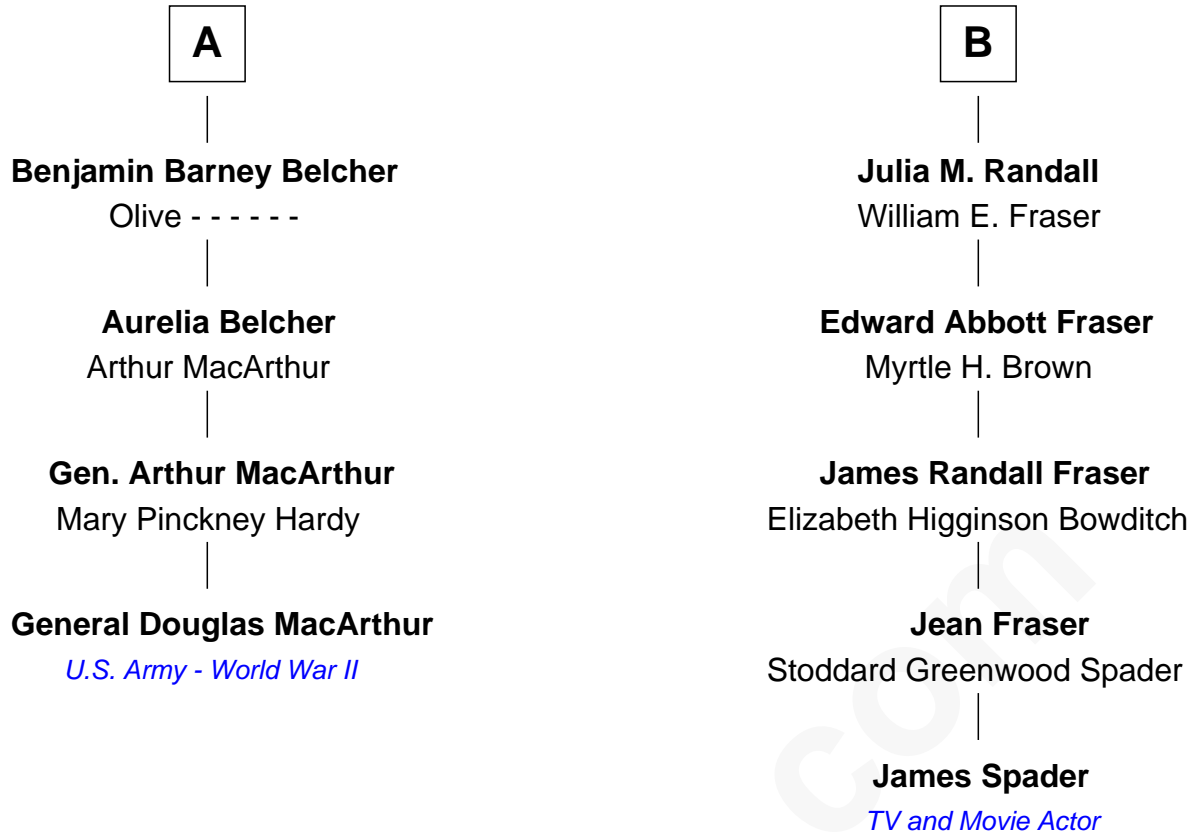 A
Benjamin Barney Belcher
Olive - - - - - -
Aurelia Belcher
Arthur MacArthur
Gen. Arthur MacArthur
Mary Pinckney Hardy
General Douglas MacArthur
U.S. Army - World War II
B
Julia M. Randall
William E. Fraser
Edward Abbott Fraser
Myrtle H. Brown
James Randall Fraser
Elizabeth Higginson Bowditch
Jean Fraser
Stoddard Greenwood Spader
James Spader
TV and Movie Actor
com